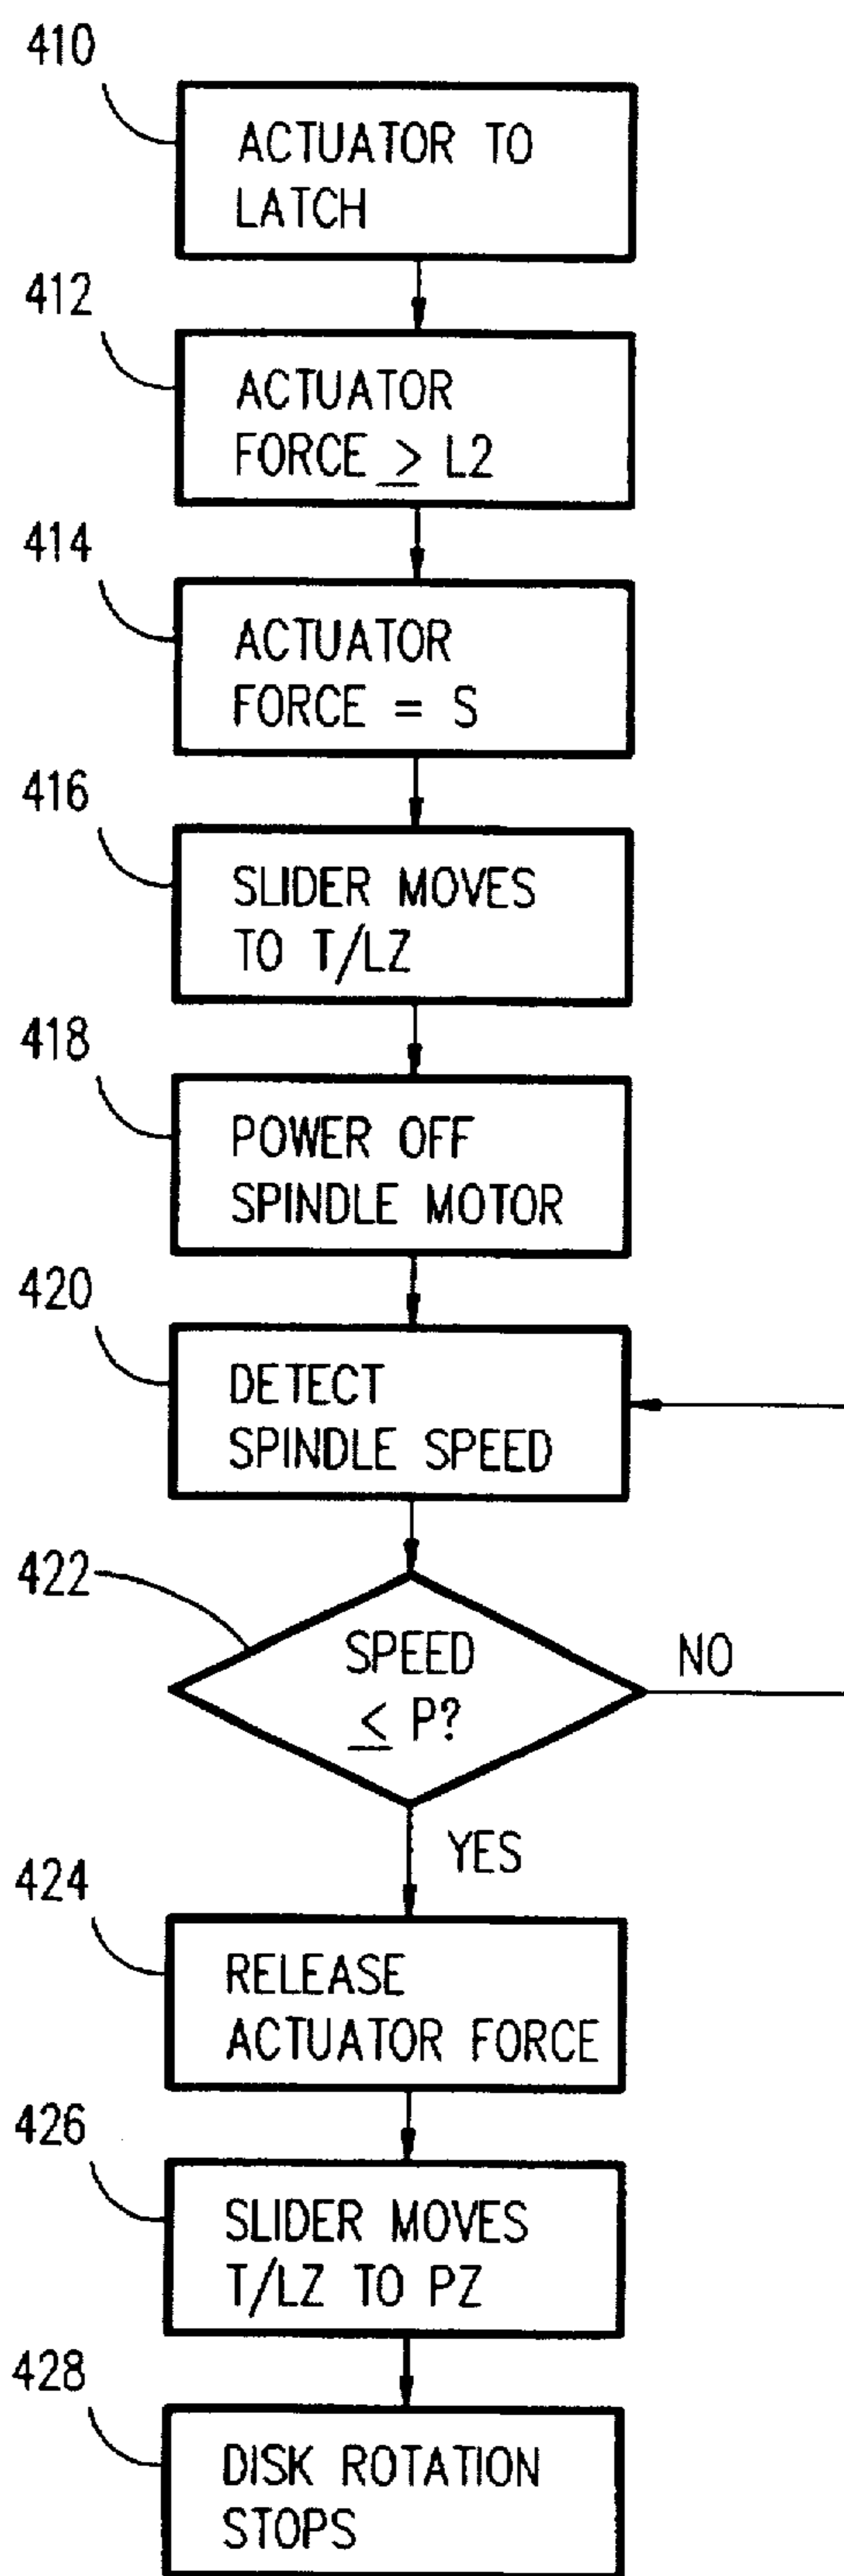 410
ACTUATOR TO
LATCH
412
ACTUATOR
FORCE ≥ L2
414
ACTUATOR
FORCE = S
416
SLIDER MOVES
TO T/LZ
418
POWER OFF
SPINDLE MOTOR
420
DETECT
SPINDLE SPEED
422
SPEED
≤ P?
NO
YES
424
RELEASE
ACTUATOR FORCE
426
SLIDER MOVES
T/LZ TO PZ
428
DISK ROTATION
STOPS